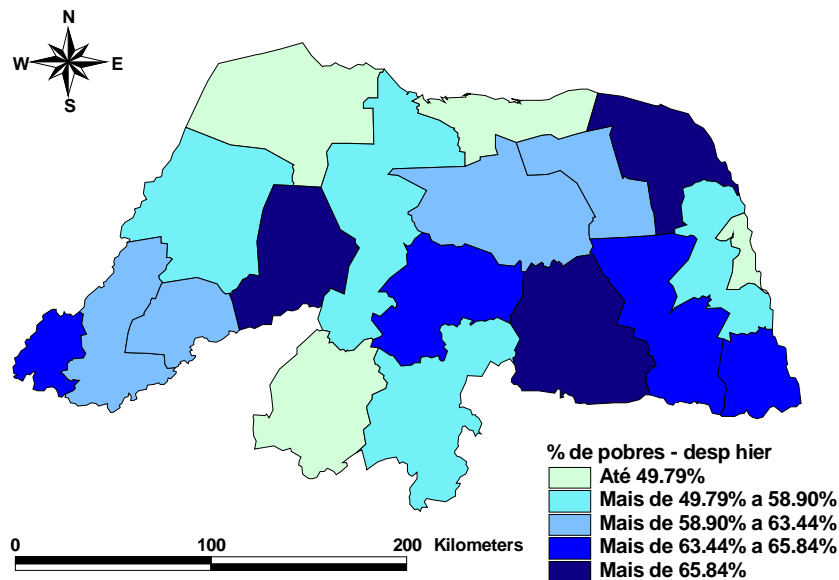 N
W E
S
% de pobres - desp hier
Até 49.79%
Mais de 49.79% a 58.90%
Mais de 58.90% a 63.44%
Mais de 63.44% a 65.84%
Mais de 65.84%
0 100 200 Kilometers